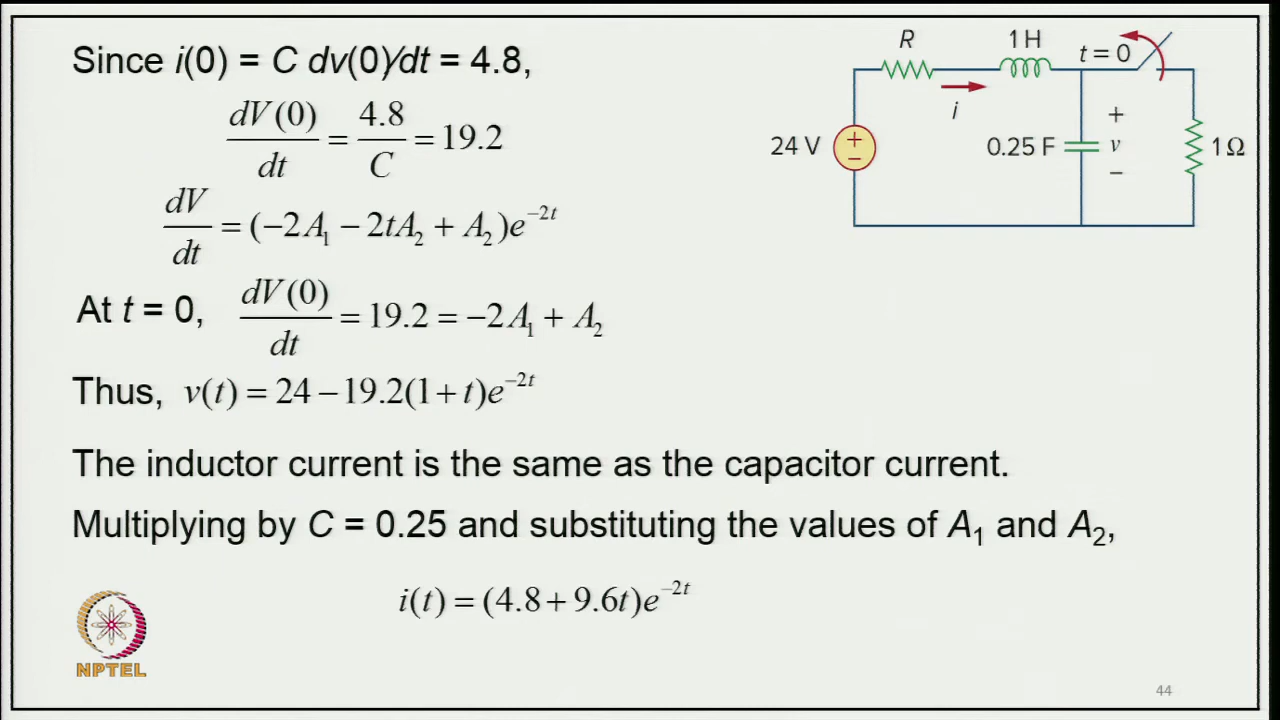 Since i(0) = C dv(0)/dt = 4.8,
dV(0)/dt = 4.8/C = 19.2
dV/dt = (−2A₁ − 2tA₂ + A₂)e⁻²ᵗ
At t = 0, dV(0)/dt = 19.2 = −2A₁ + A₂
Thus, v(t) = 24 − 19.2(1 + t)e⁻²ᵗ
The inductor current is the same as the capacitor current.
Multiplying by C = 0.25 and substituting the values of A₁ and A₂,
i(t) = (4.8 + 9.6t)e⁻²ᵗ
R
1 H
t = 0
i
24 V
+
−
0.25 F
+
v
−
1 Ω
NPTEL
44